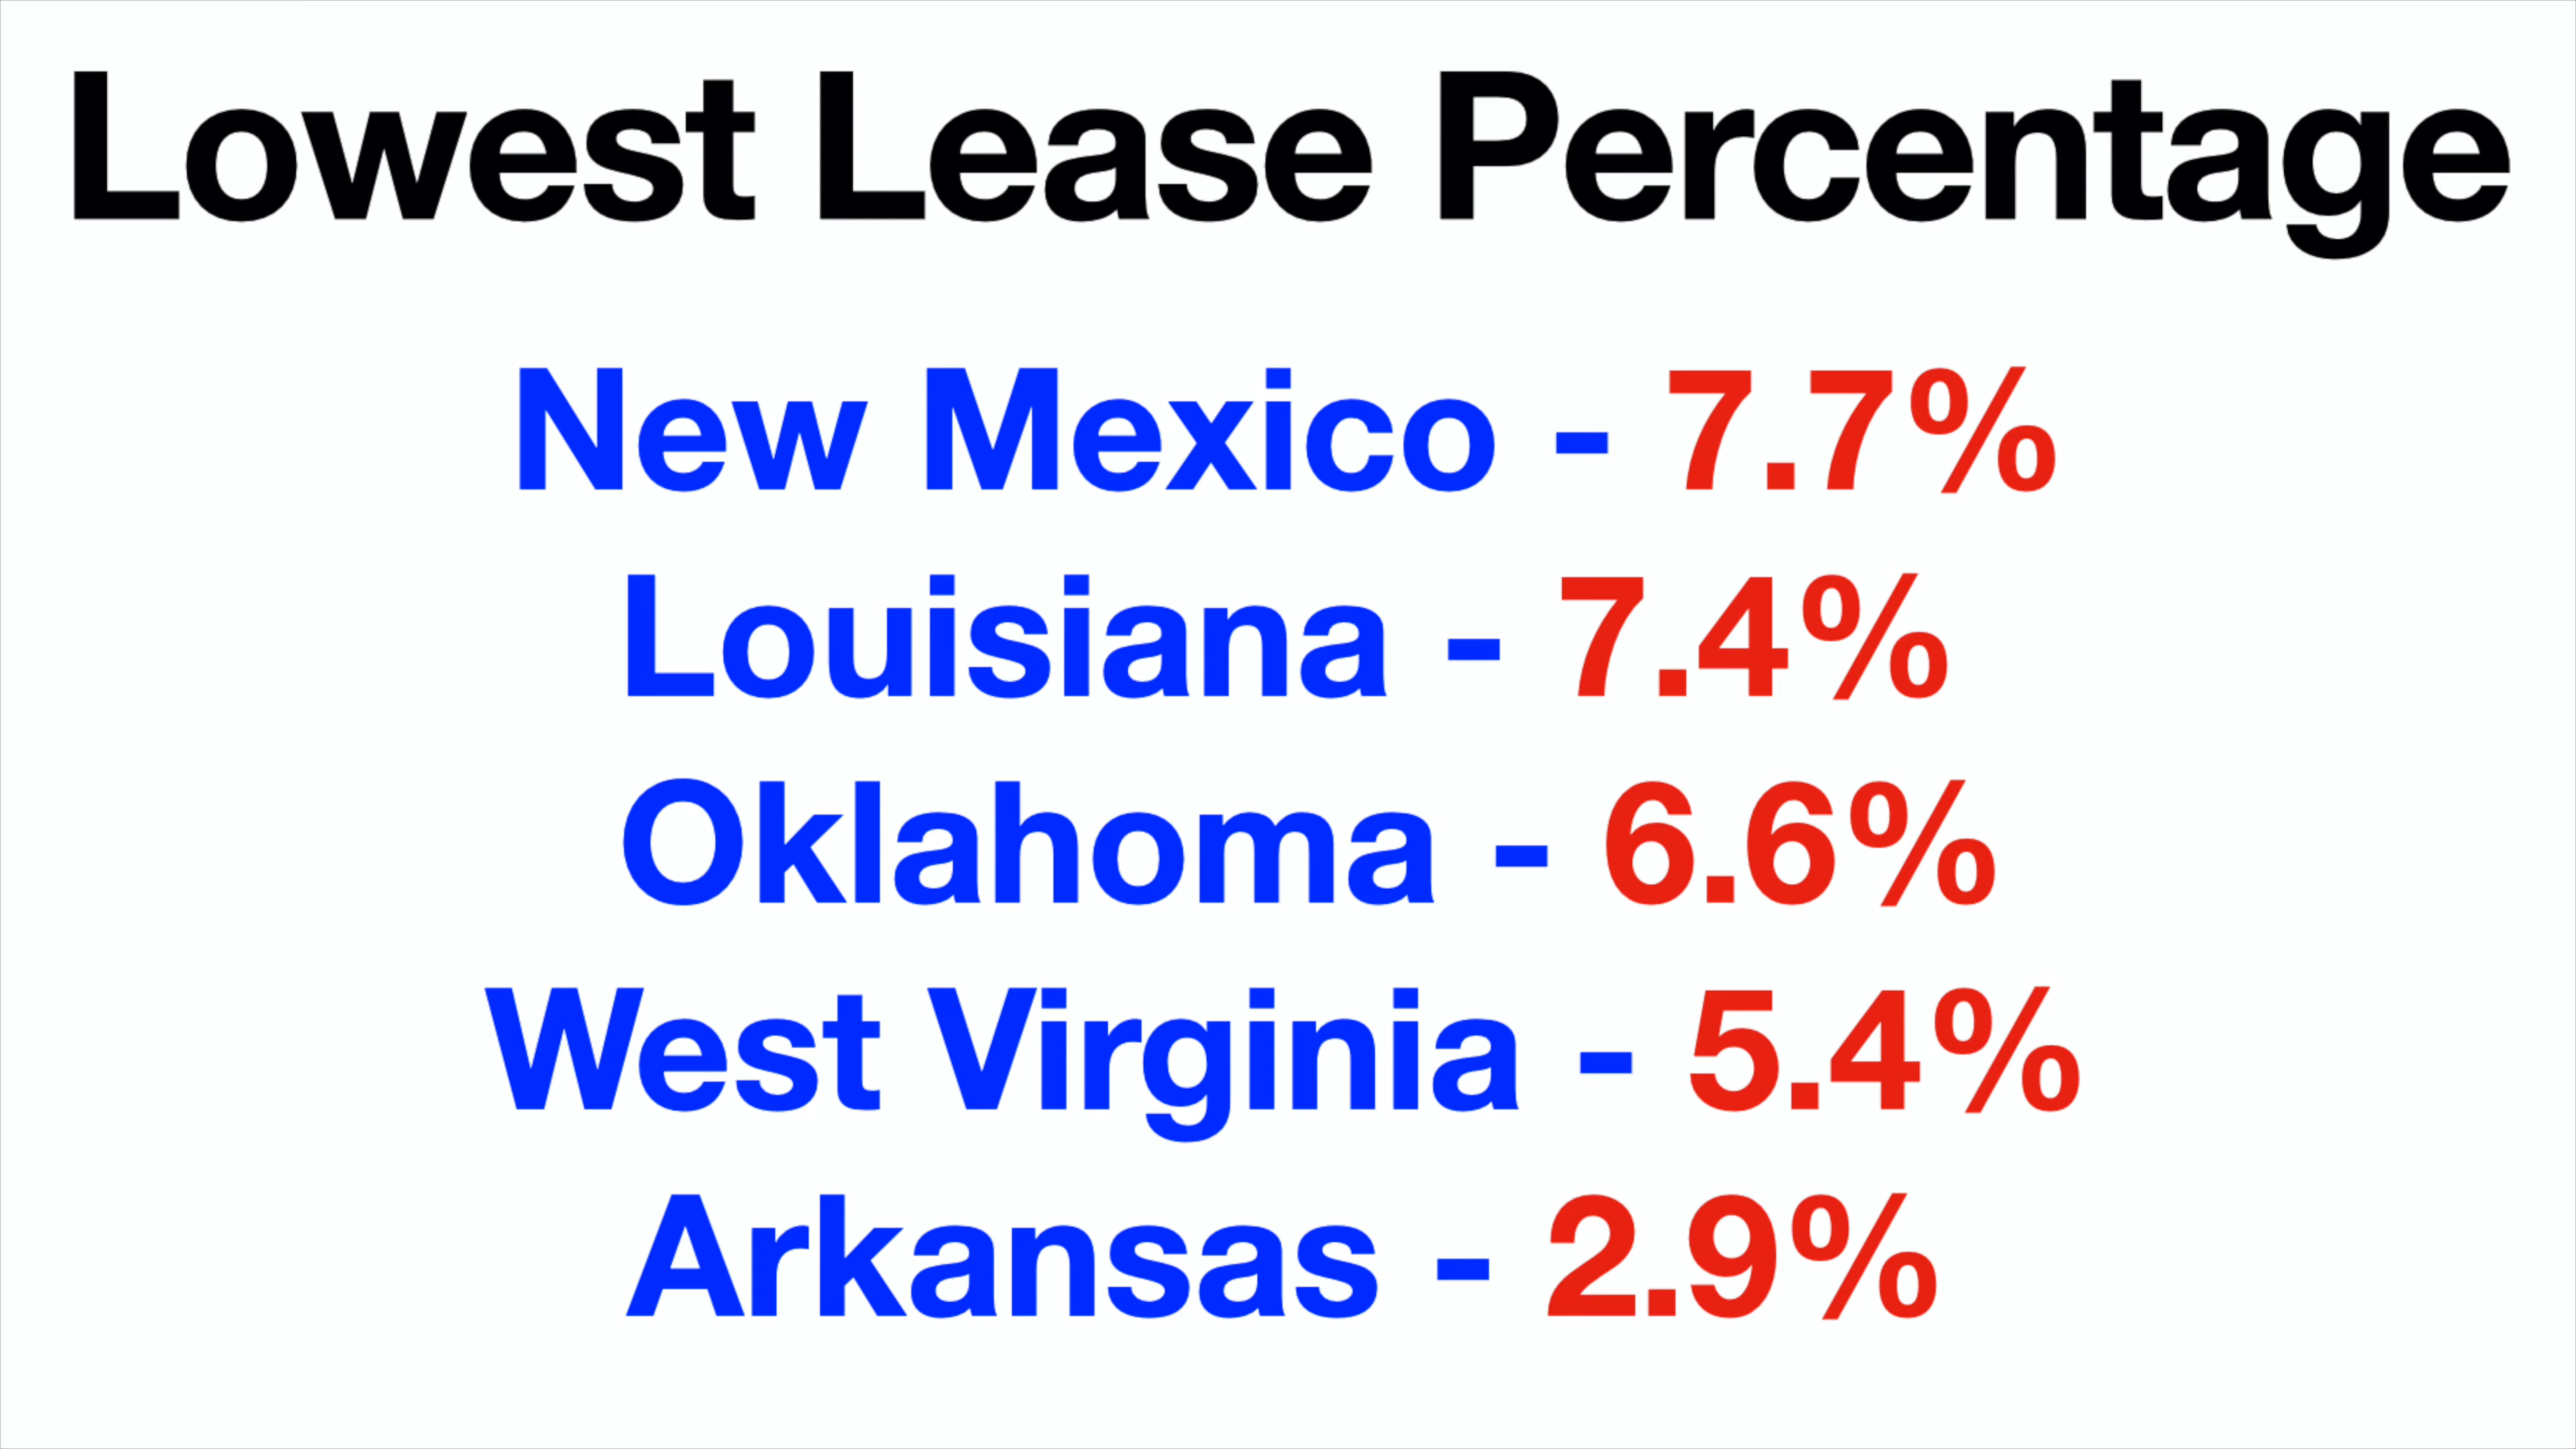 Lowest Lease Percentage
New Mexico - 7.7%
Louisiana - 7.4%
Oklahoma - 6.6%
West Virginia - 5.4%
Arkansas - 2.9%